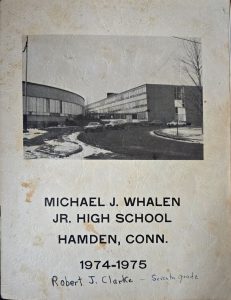 MICHAEL J. WHALEN
JR. HIGH SCHOOL
HAMDEN, CONN.
1974-1975
Robert J. Clarke - Seventh grade